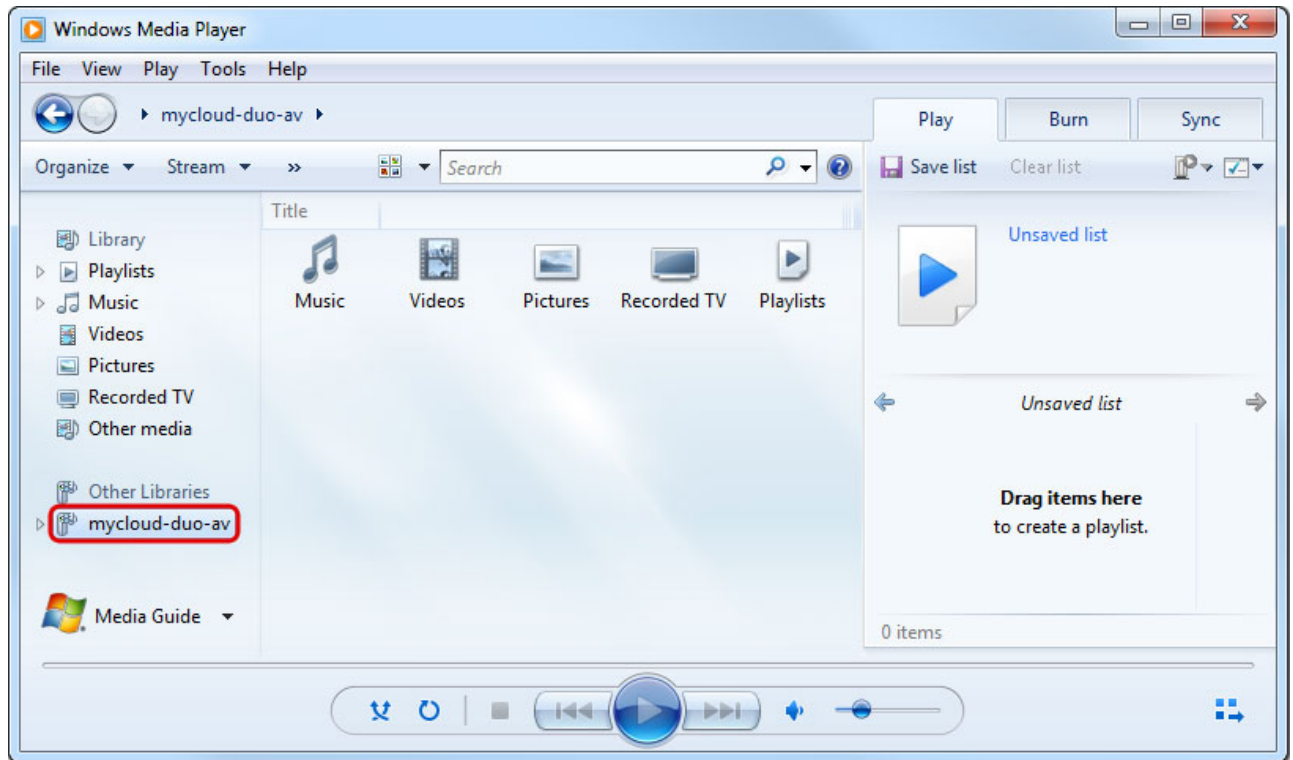 Windows Media Player
File View Play Tools Help
mycloud-duo-av
Play Burn Sync
Organize Stream » Search
Save list Clear list
Title
Library
Playlists
Music
Videos
Pictures
Recorded TV
Other media
Other Libraries
mycloud-duo-av
Media Guide
Music Videos Pictures Recorded TV Playlists
Unsaved list
Unsaved list
Drag items here
to create a playlist.
0 items